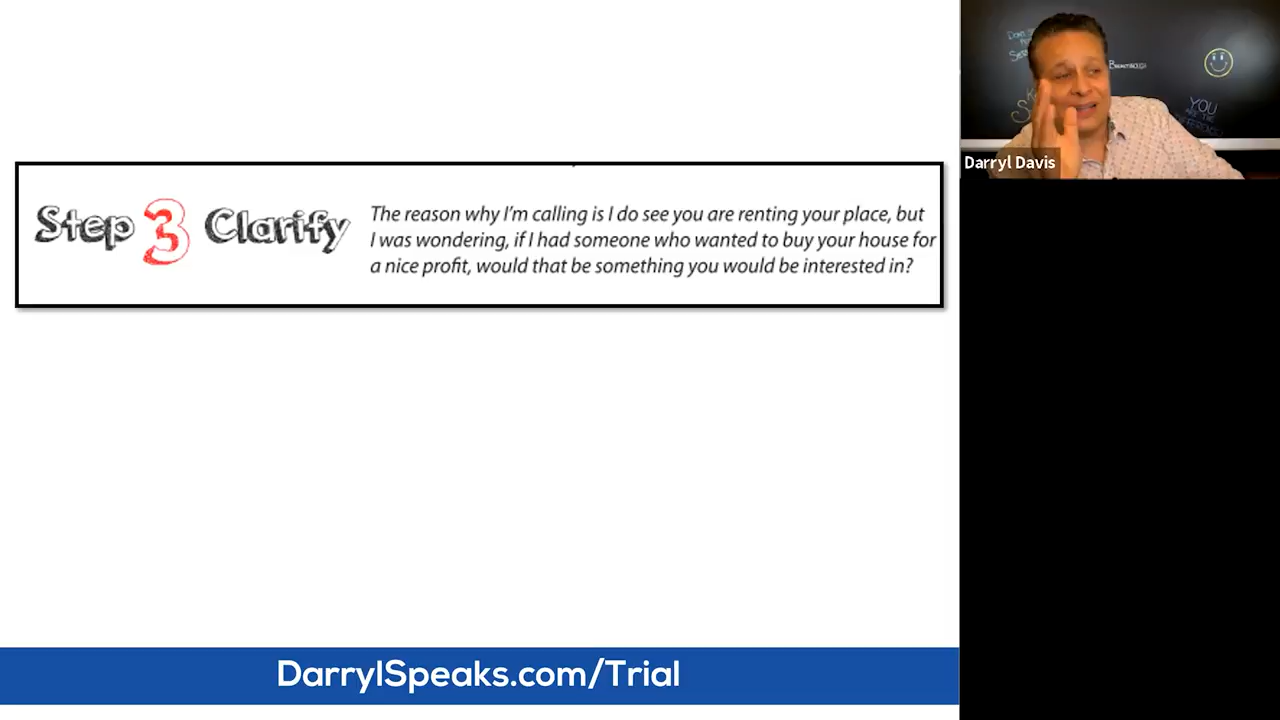 Step 3 Clarify
The reason why I'm calling is I do see you are renting your place, but
I was wondering, if I had someone who wanted to buy your house for
a nice profit, would that be something you would be interested in?
DarrylSpeaks.com/Trial
YOU
ARE THE
Darryl Davis